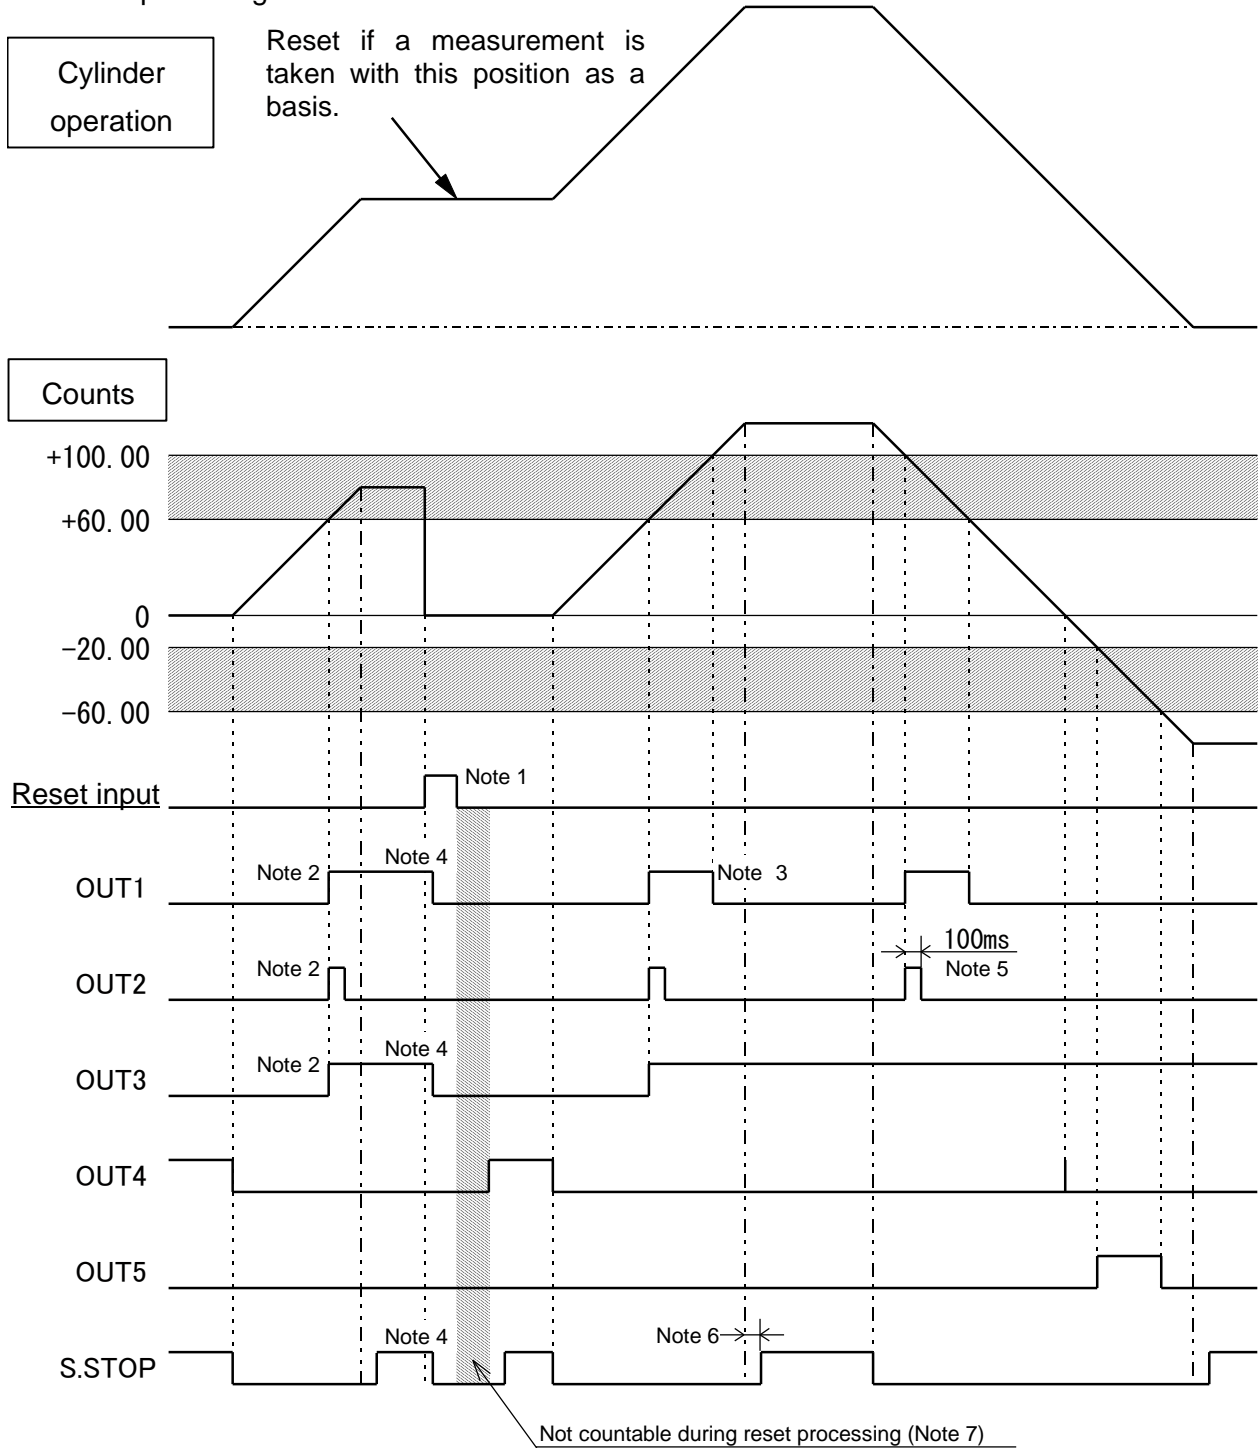 Cylinder
operation
Reset if a measurement is
taken with this position as a
basis.
Counts
+100.00
+60.00
0
-20.00
-60.00
Reset input
Note 1
OUT1
Note 2
Note 4
Note 3
OUT2
Note 2
100ms
Note 5
OUT3
Note 2
Note 4
OUT4
OUT5
S.STOP
Note 4
Note 6
Not countable during reset processing (Note 7)